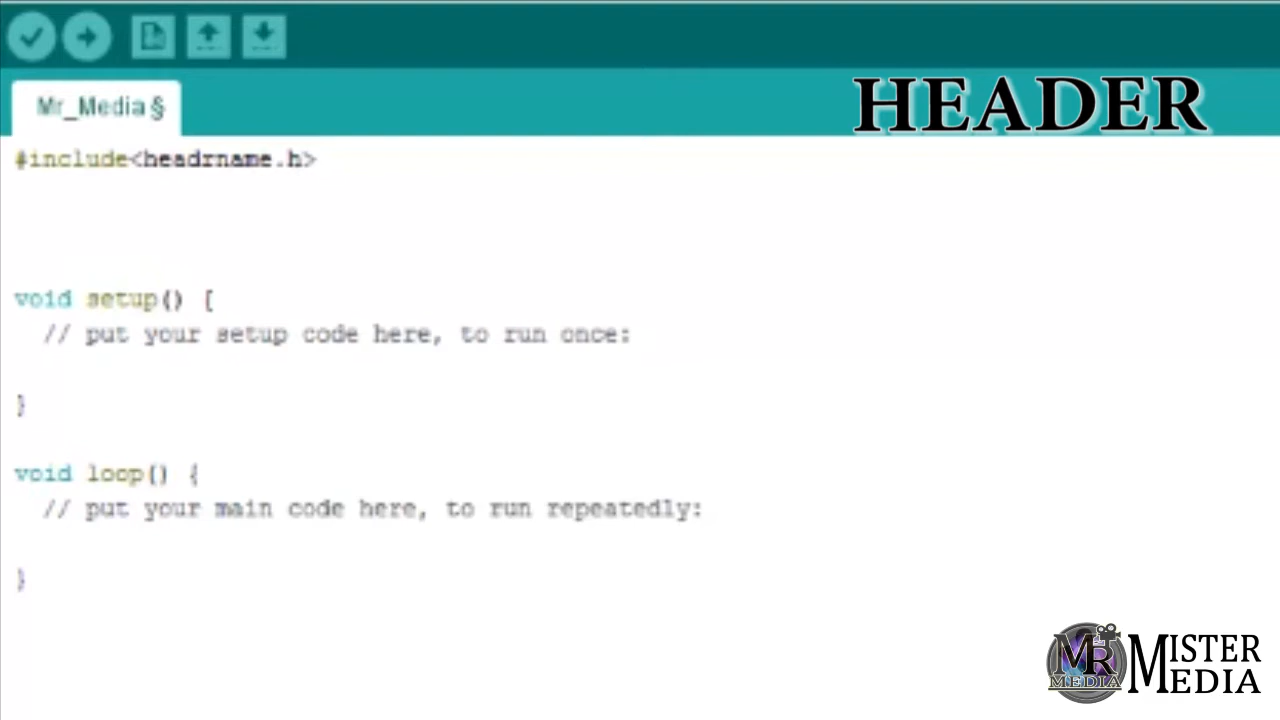 Mr_Media §
HEADER
#include<headrname.h>
void setup() {
// put your setup code here, to run once:
}
void loop() {
// put your main code here, to run repeatedly:
}
MR
MEDIA
MISTER
MEDIA